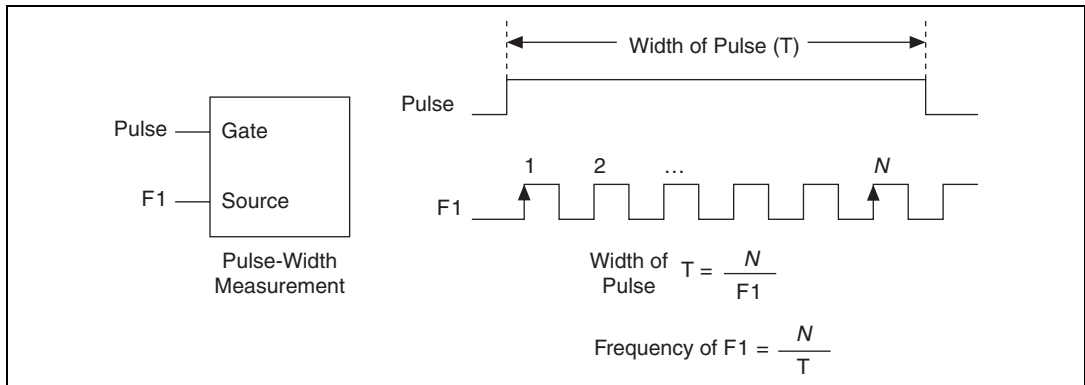 Width of Pulse (T)
Pulse
Pulse
Gate
1
2
...
N
F1
Source
F1
Pulse-Width
Measurement
Width of
Pulse
T = N
F1
Frequency of F1 = N
T